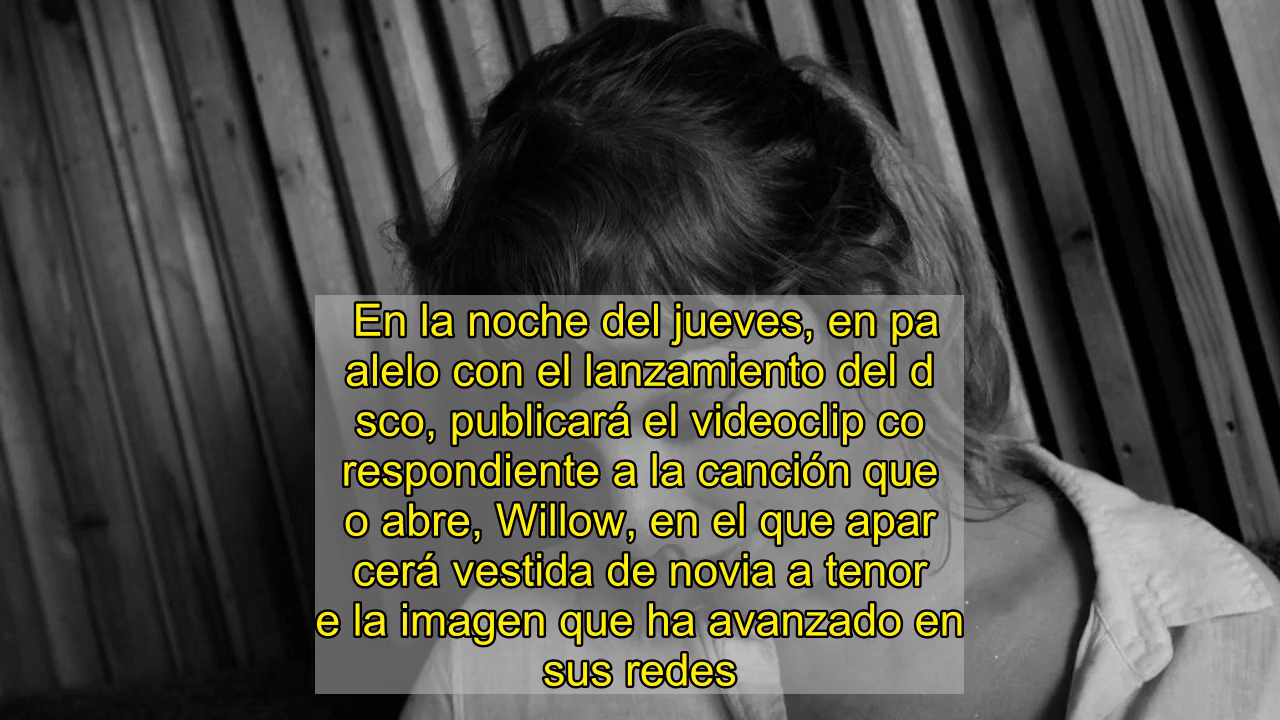 En la noche del jueves, en pa
alelo con el lanzamiento del d
sco, publicará el videoclip co
respondiente a la canción que
o abre, Willow, en el que apar
cerá vestida de novia a tenor
e la imagen que ha avanzado en
sus redes